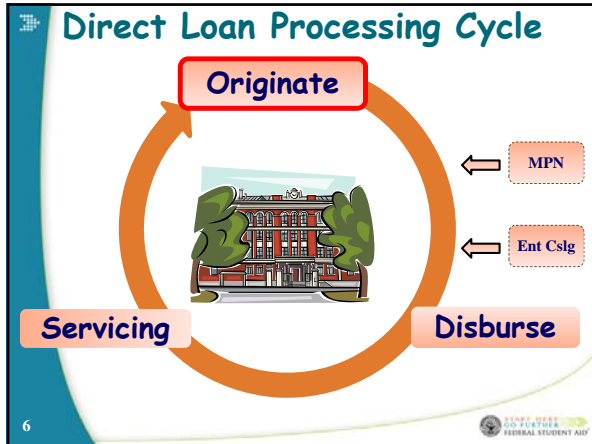 Direct Loan Processing Cycle
Originate
MPN
Ent Cslg
Servicing
Disburse
6
START HERE
GO FURTHER
FEDERAL STUDENT AID